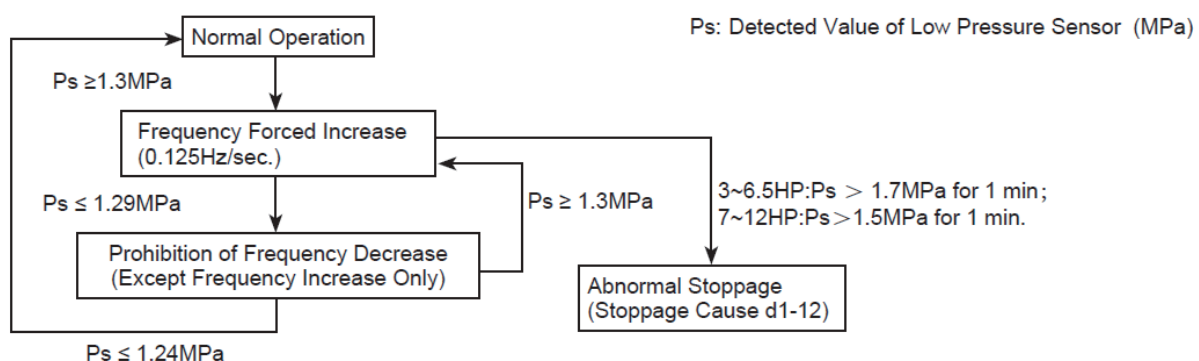 Normal Operation
Ps: Detected Value of Low Pressure Sensor (MPa)
Ps ≥1.3MPa
Frequency Forced Increase
(0.125Hz/sec.)
Ps ≤ 1.29MPa
Ps ≥ 1.3MPa
3~6.5HP:Ps > 1.7MPa for 1 min;
7~12HP:Ps>1.5MPa for 1 min.
Prohibition of Frequency Decrease
(Except Frequency Increase Only)
Abnormal Stoppage
(Stoppage Cause d1-12)
Ps ≤ 1.24MPa